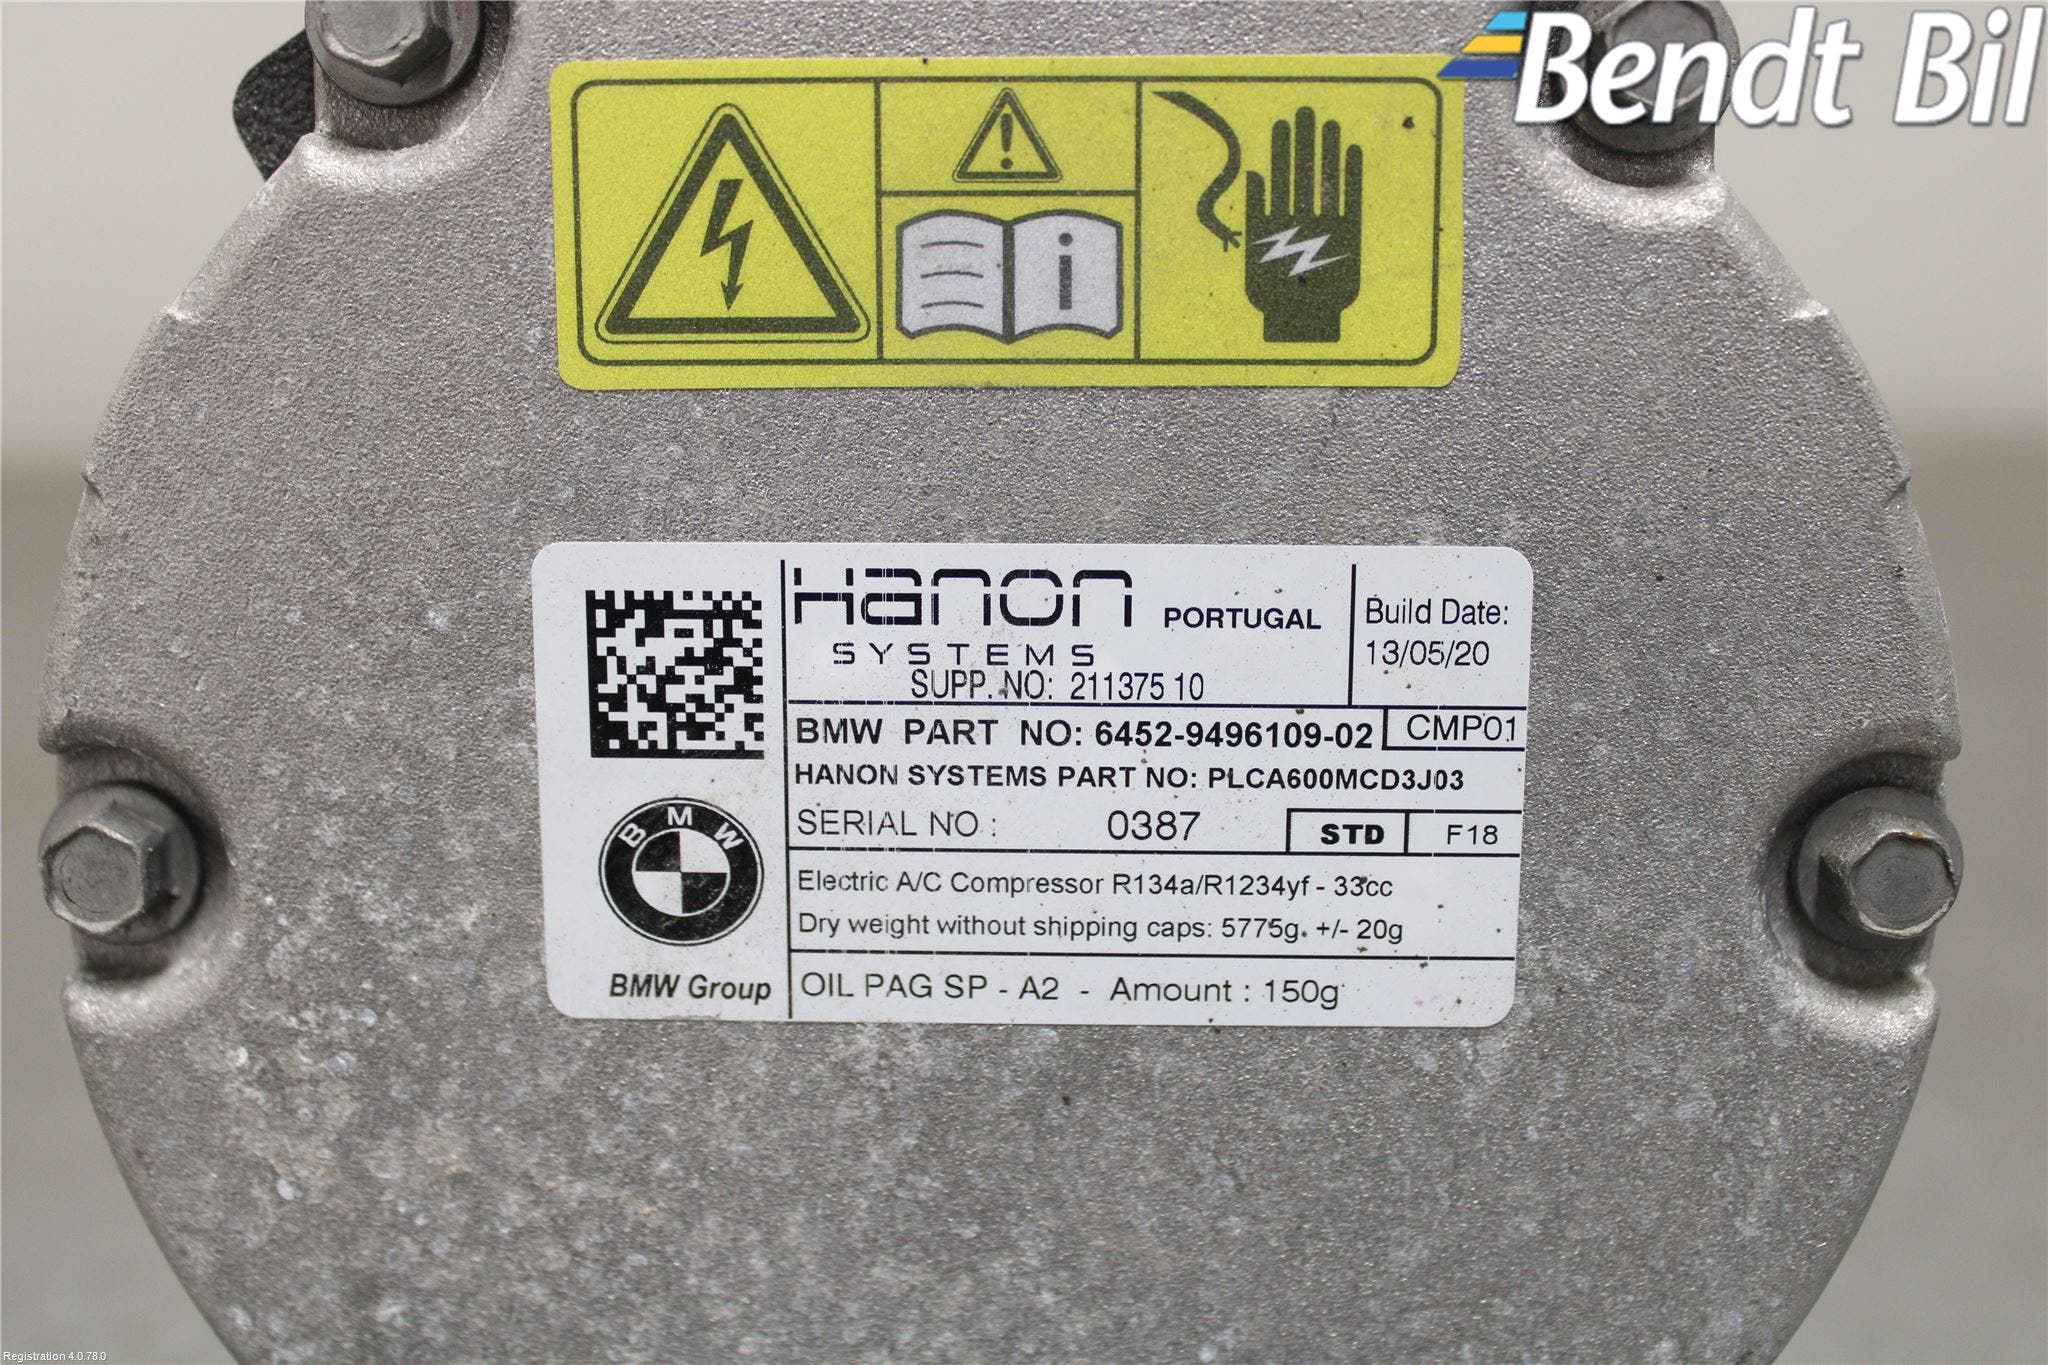 Bendt Bil
i
Hanon PORTUGAL
SYSTEMS
SUPP. NO: 211375 10
Build Date:
13/05/20
BMW PART NO: 6452-9496109-02 CMP01
HANON SYSTEMS PART NO: PLCA600MCD3J03
SERIAL NO : 0387 STD F18
Electric A/C Compressor R134a/R1234yf - 33cc
Dry weight without shipping caps: 5775g. +/- 20g
OIL PAG SP - A2 - Amount : 150g
BMW
BMW Group
Registration 4.0.78.0